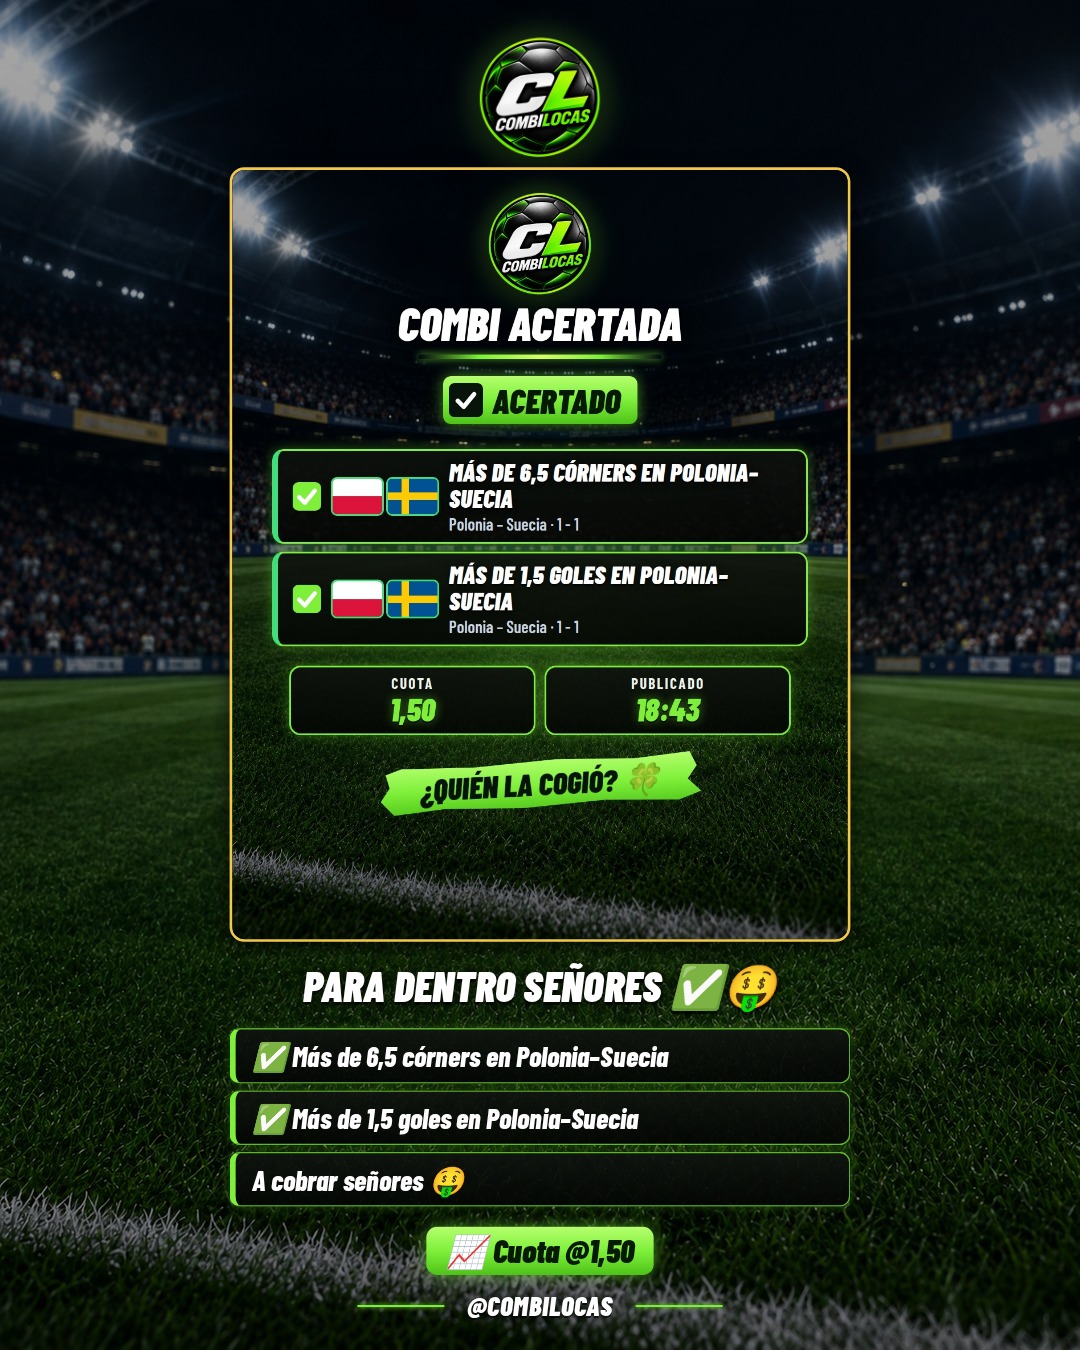 CL
COMBILOCAS
CL
COMBILOCAS
COMBI ACERTADA
✅ ACERTADO
MÁS DE 6,5 CÓRNERS EN POLONIA-
SUECIA
Polonia – Suecia · 1 - 1
MÁS DE 1,5 GOLES EN POLONIA-
SUECIA
Polonia – Suecia · 1 - 1
CUOTA
1,50
PUBLICADO
18:43
¿QUIÉN LA COGIÓ? 🍀
PARA DENTRO SEÑORES ✅🤑
✅ Más de 6,5 córners en Polonia-Suecia
✅ Más de 1,5 goles en Polonia-Suecia
A cobrar señores 🤑
📈 Cuota @1,50
@COMBILOCAS